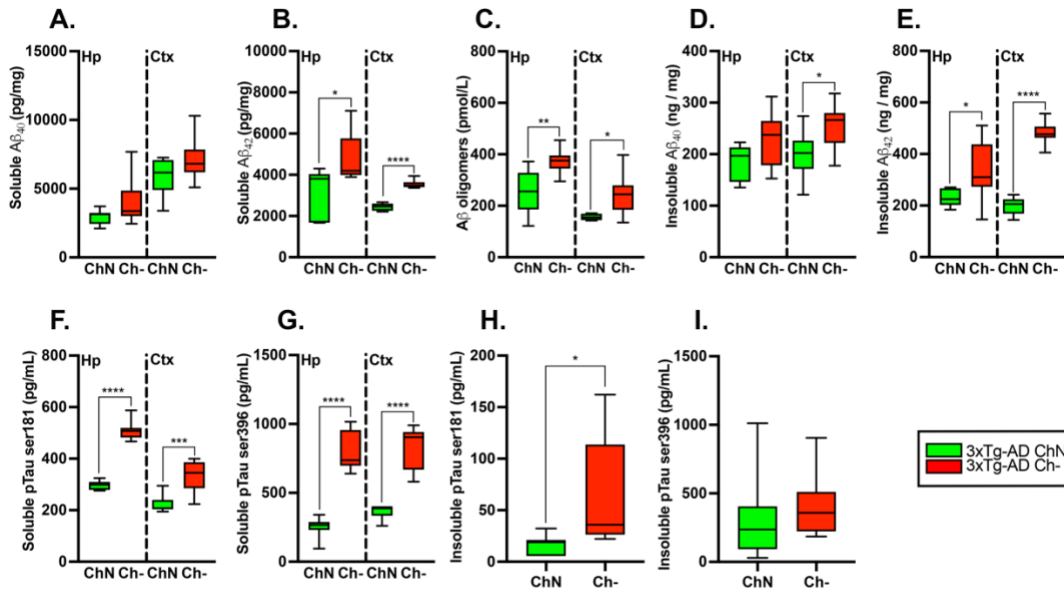 A.
Soluble Aβ40 (pg/mg)
15000
10000
5000
0
Hp
Ctx
ChN Ch- ChN Ch-
B.
Soluble Aβ42 (pg/mg)
10000
8000
6000
4000
2000
0
Hp
Ctx
*
****
ChN Ch- ChN Ch-
C.
Aβ oligomers (pmol/L)
800
600
400
200
0
Hp
Ctx
**
*
ChN Ch- ChN Ch-
D.
Insoluble Aβ40 (ng / mg)
400
300
200
100
0
Hp
Ctx
*
ChN Ch- ChN Ch-
E.
Insoluble Aβ42 (ng / mg)
800
600
400
200
0
Hp
Ctx
*
****
ChN Ch- ChN Ch-
F.
Soluble pTau ser181 (pg/mL)
800
600
400
200
0
Hp
Ctx
****
***
ChN Ch- ChN Ch-
G.
Soluble pTau ser396 (pg/mL)
1500
1000
500
0
Hp
Ctx
****
****
ChN Ch- ChN Ch-
H.
Insoluble pTau ser181 (pg/mL)
200
150
100
50
0
*
ChN Ch-
I.
Insoluble pTau ser396 (pg/mL)
1500
1000
500
0
ChN Ch-
3xTg-AD ChN
3xTg-AD Ch-